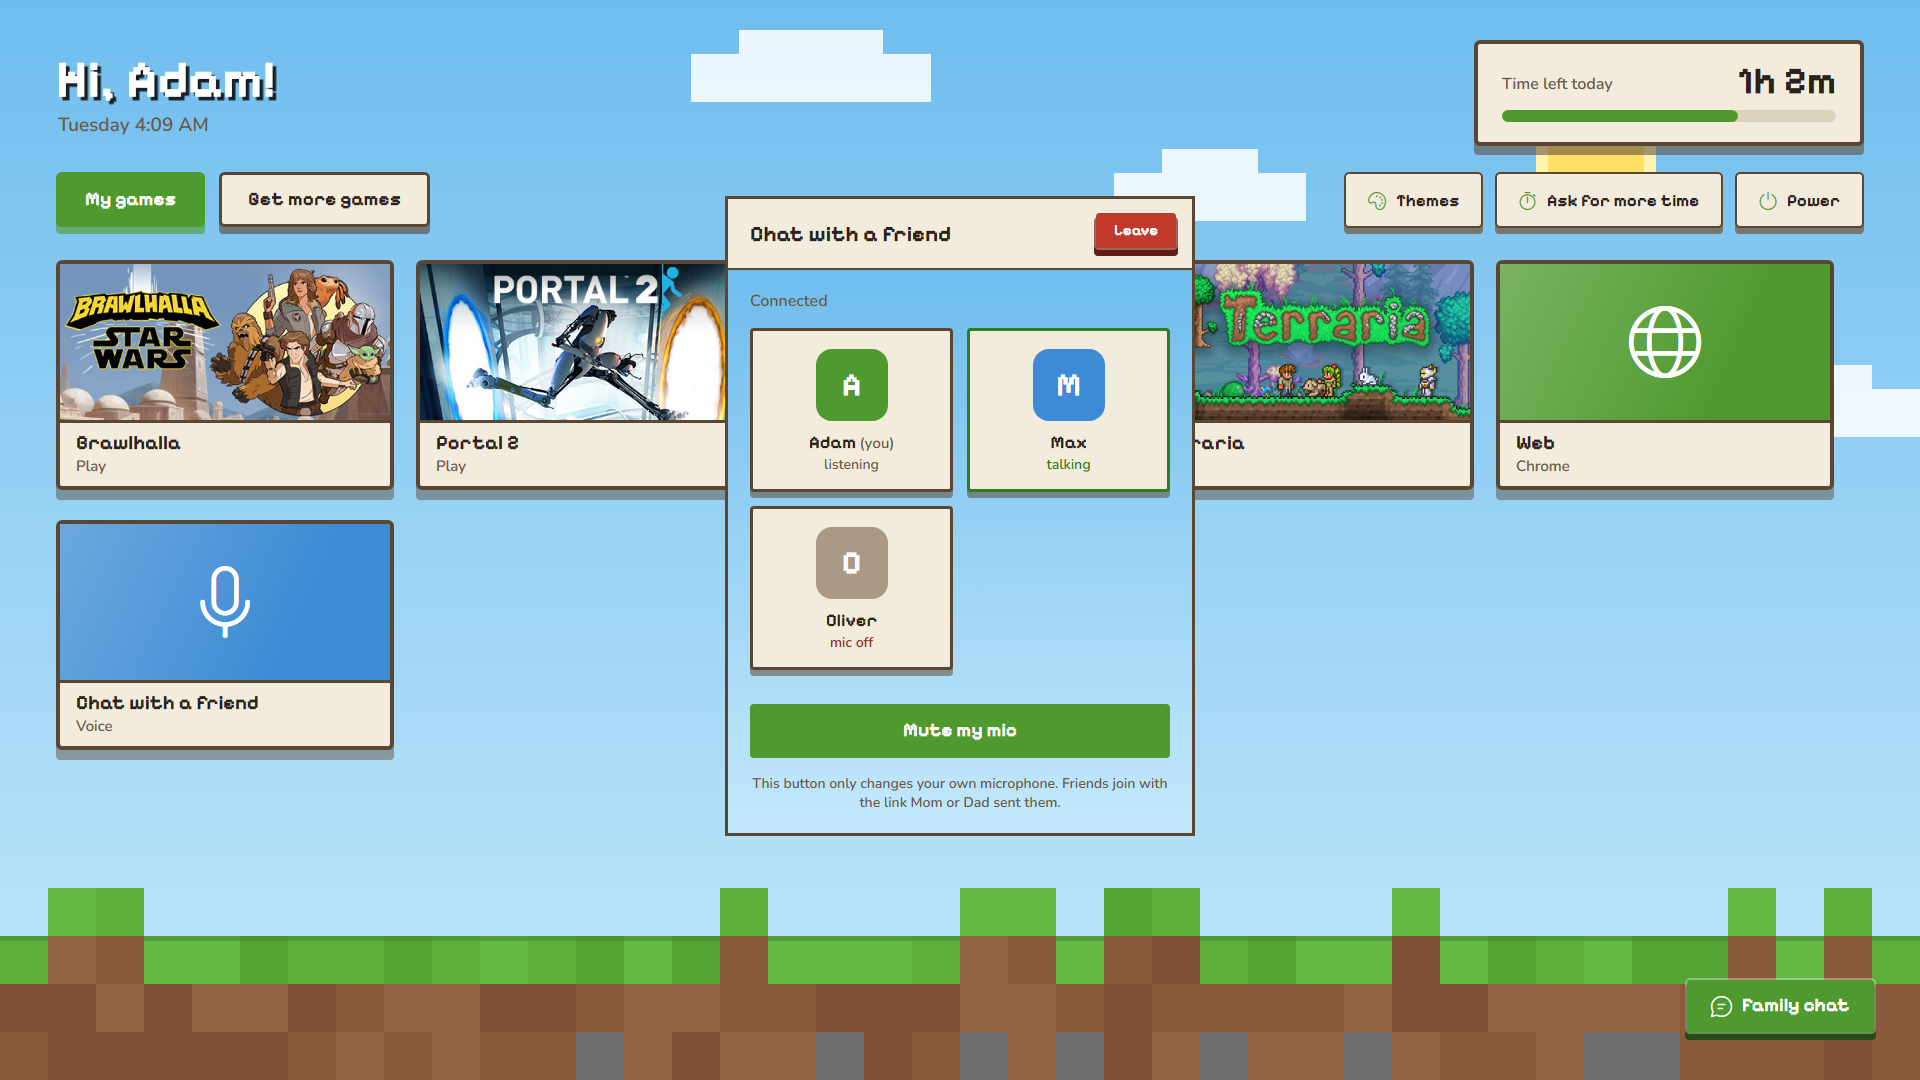 Hi, Adam!
Tuesday 4:09 AM
Time left today
1h 2m
My games
Get more games
Themes
Ask for more time
Power
BRAWLHALLA
STAR
WARS
Brawlhalla
Play
PORTAL 2
Portal 2
Play
Terraria
raria
Web
Chrome
Chat with a friend
Voice
Chat with a friend
Leave
Connected
A
Adam (you)
listening
M
Max
talking
O
Oliver
mic off
Mute my mic
This button only changes your own microphone. Friends join with
the link Mom or Dad sent them.
Family chat